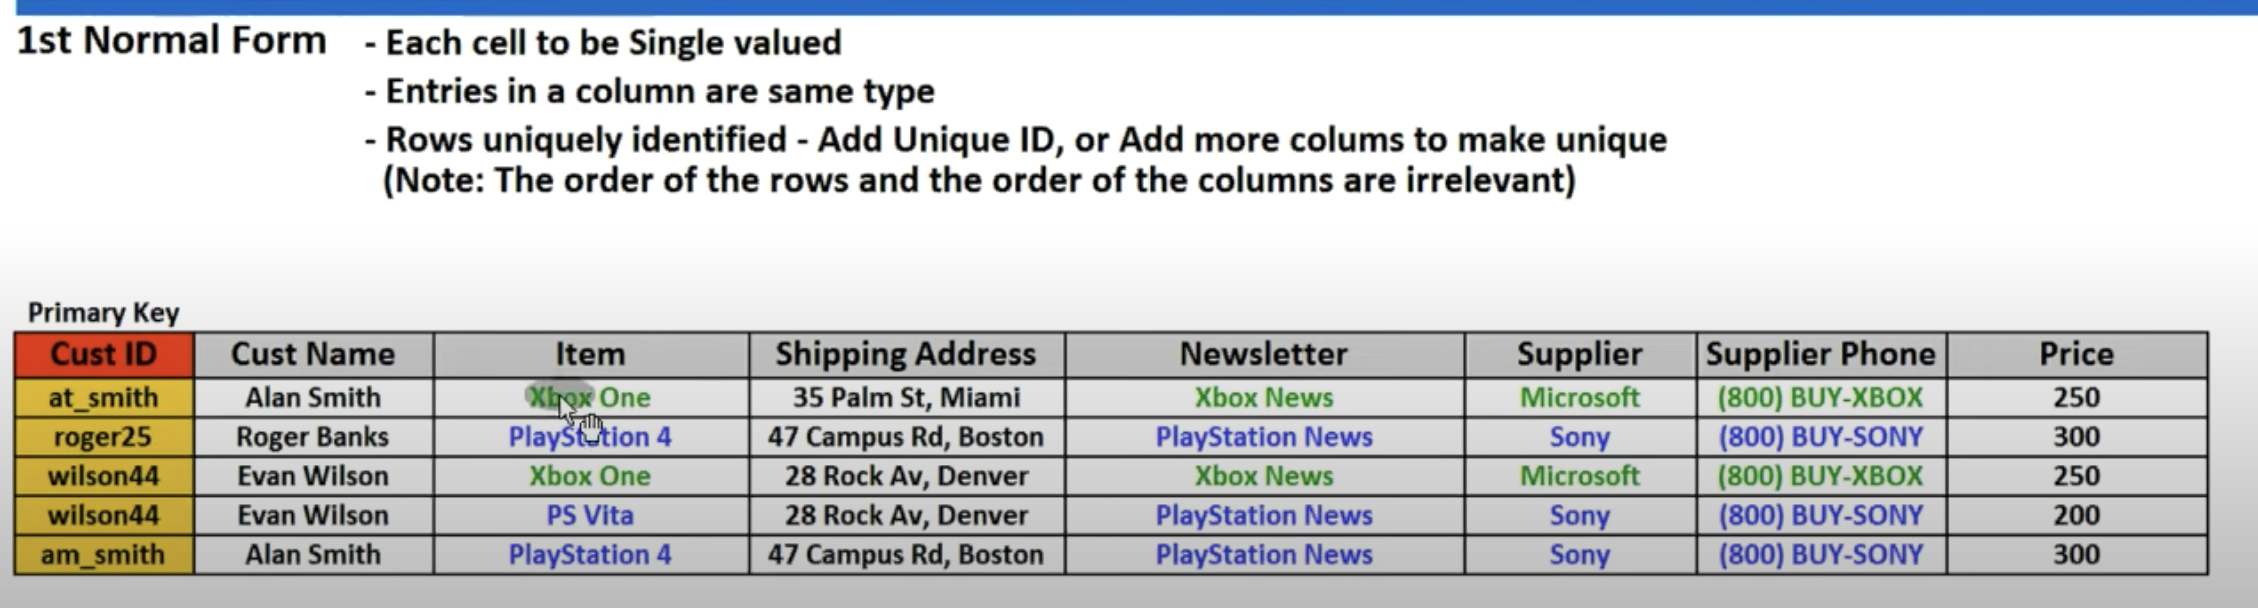 1st Normal Form - Each cell to be Single valued
- Entries in a column are same type
- Rows uniquely identified - Add Unique ID, or Add more colums to make unique
(Note: The order of the rows and the order of the columns are irrelevant)
Primary Key
Cust ID Cust Name Item Shipping Address Newsletter Supplier Supplier Phone Price
at_smith Alan Smith Xbox One 35 Palm St, Miami Xbox News Microsoft (800) BUY-XBOX 250
roger25 Roger Banks PlayStation 4 47 Campus Rd, Boston PlayStation News Sony (800) BUY-SONY 300
wilson44 Evan Wilson Xbox One 28 Rock Av, Denver Xbox News Microsoft (800) BUY-XBOX 250
wilson44 Evan Wilson PS Vita 28 Rock Av, Denver PlayStation News Sony (800) BUY-SONY 200
am_smith Alan Smith PlayStation 4 47 Campus Rd, Boston PlayStation News Sony (800) BUY-SONY 300